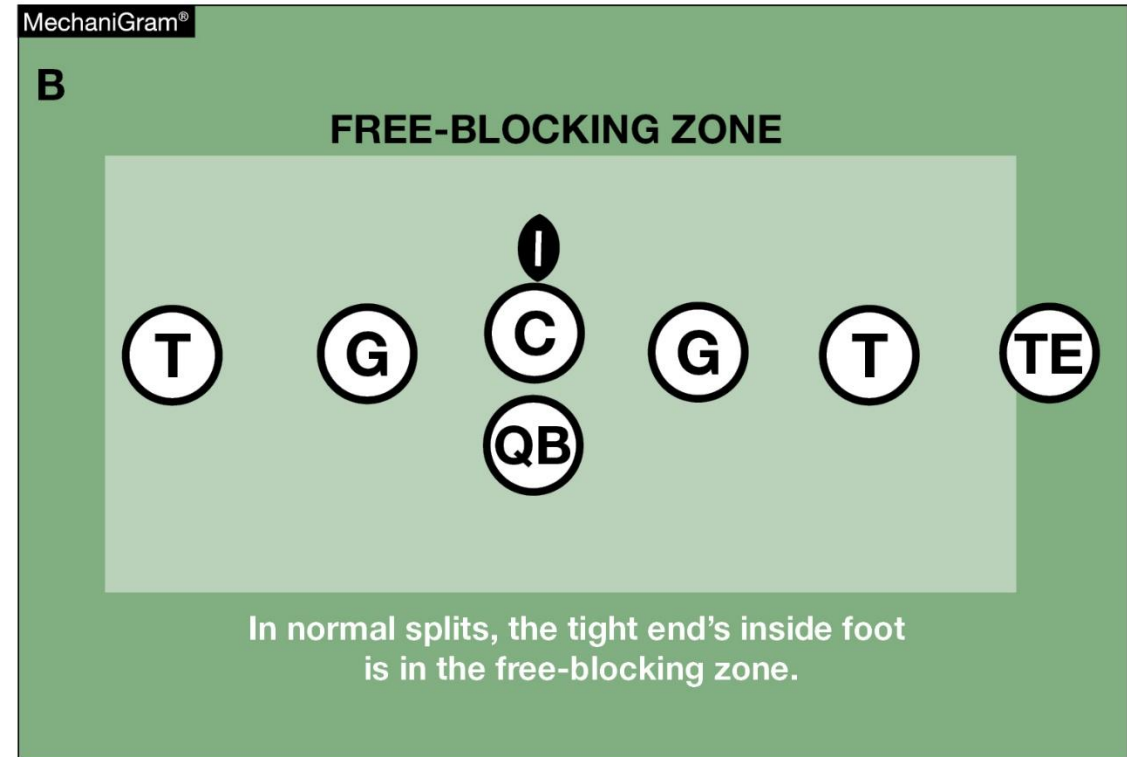 MechaniGram®
B
FREE-BLOCKING ZONE
C
T G G T TE
QB
In normal splits, the tight end's inside foot
is in the free-blocking zone.